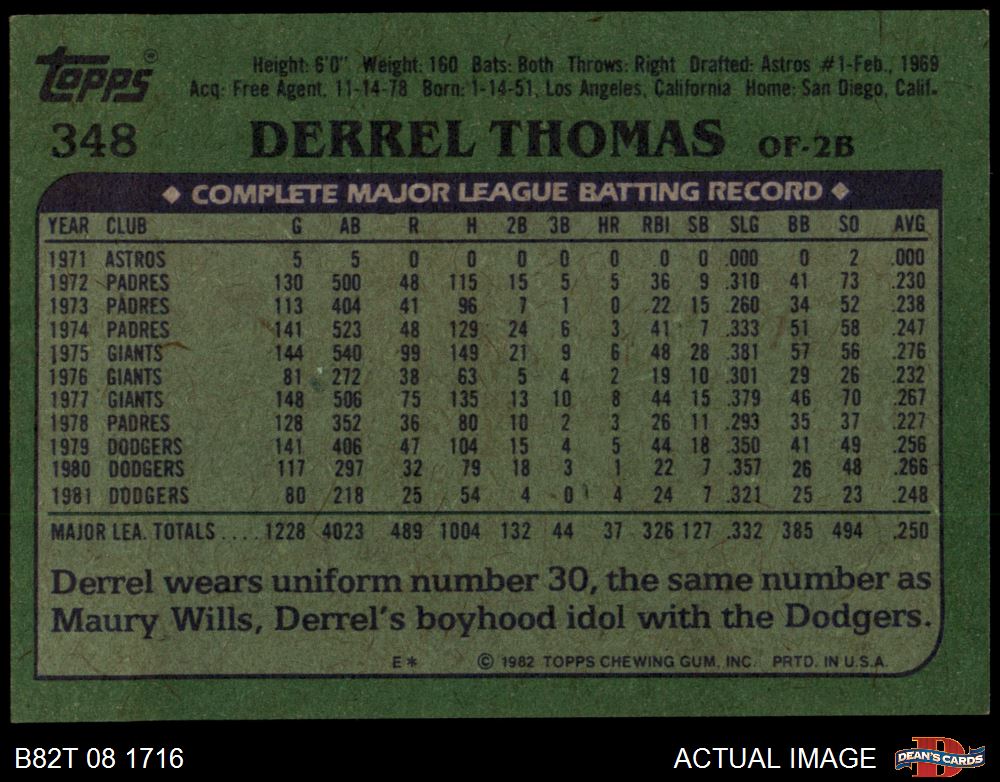 Topps®
Height: 6'0" Weight: 160 Bats: Both Throws: Right Drafted: Astros #1-Feb., 1969
Acq: Free Agent, 11-14-78 Born: 1-14-51, Los Angeles, California Home: San Diego, Calif.
348 DERREL THOMAS OF-2B
◆ COMPLETE MAJOR LEAGUE BATTING RECORD ◆
YEAR CLUB G AB R H 2B 3B HR RBI SB SLG BB SO AVG
1971 ASTROS 5 5 0 0 0 0 0 0 0 .000 0 2 .000
1972 PADRES 130 500 48 115 15 5 5 36 9 .310 41 73 .230
1973 PADRES 113 404 41 96 7 1 0 22 15 .260 34 52 .238
1974 PADRES 141 523 48 129 24 6 3 41 7 .333 51 58 .247
1975 GIANTS 144 540 99 149 21 9 6 48 28 .381 57 56 .276
1976 GIANTS 81 272 38 63 5 4 2 19 10 .301 29 26 .232
1977 GIANTS 148 506 75 135 13 10 8 44 15 .379 46 70 .267
1978 PADRES 128 352 36 80 10 2 3 26 11 .293 35 37 .227
1979 DODGERS 141 406 47 104 15 4 5 44 18 .350 41 49 .256
1980 DODGERS 117 297 32 79 18 3 1 22 7 .357 26 48 .266
1981 DODGERS 80 218 25 54 4 0 4 24 7 .321 25 23 .248
MAJOR LEA. TOTALS .... 1228 4023 489 1004 132 44 37 326 127 .332 385 494 .250
Derrel wears uniform number 30, the same number as
Maury Wills, Derrel's boyhood idol with the Dodgers.
E* © 1982 TOPPS CHEWING GUM, INC. PRTD. IN U.S.A.
B82T 08 1716 ACTUAL IMAGE D DEAN'S CARDS